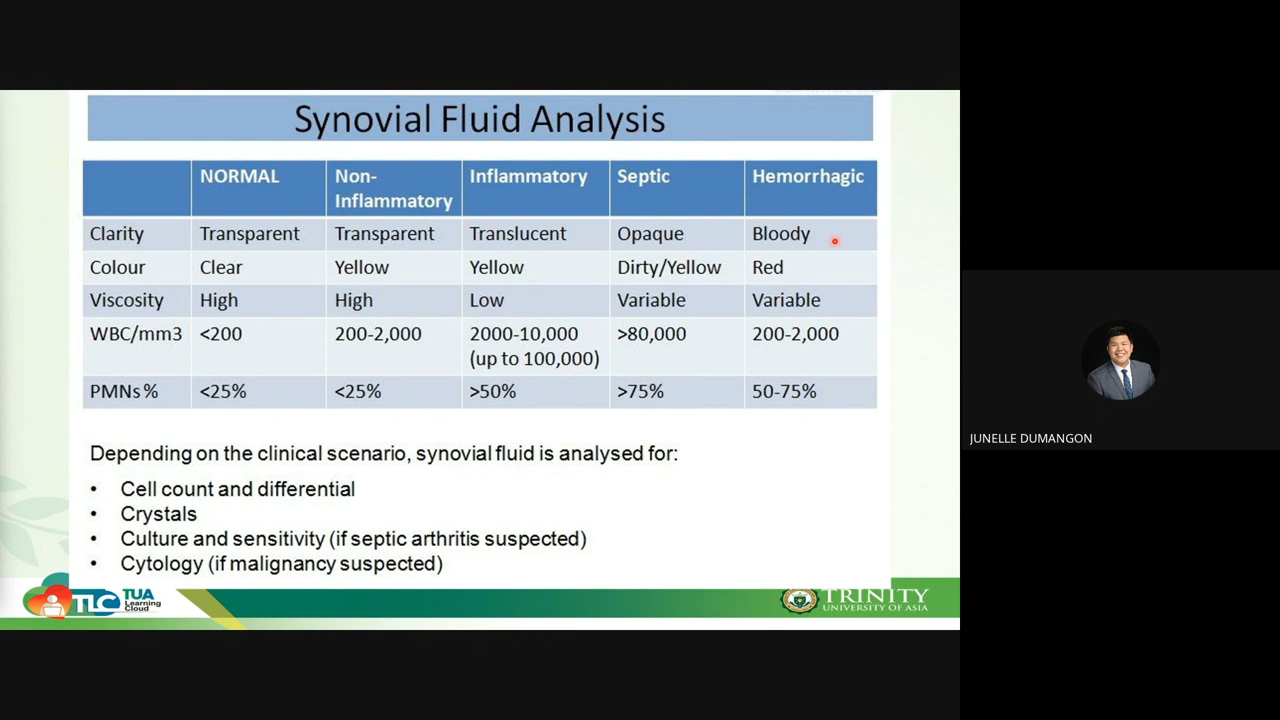 Synovial Fluid Analysis
NORMAL Non-Inflammatory Inflammatory Septic Hemorrhagic
Clarity Transparent Transparent Translucent Opaque Bloody
Colour Clear Yellow Yellow Dirty/Yellow Red
Viscosity High High Low Variable Variable
WBC/mm3 <200 200-2,000 2000-10,000 (up to 100,000) >80,000 200-2,000
PMNs % <25% <25% >50% >75% 50-75%
Depending on the clinical scenario, synovial fluid is analysed for:
• Cell count and differential
• Crystals
• Culture and sensitivity (if septic arthritis suspected)
• Cytology (if malignancy suspected)
TLC TUA Learning Cloud
TRINITY
UNIVERSITY OF ASIA
JUNELLE DUMANGON